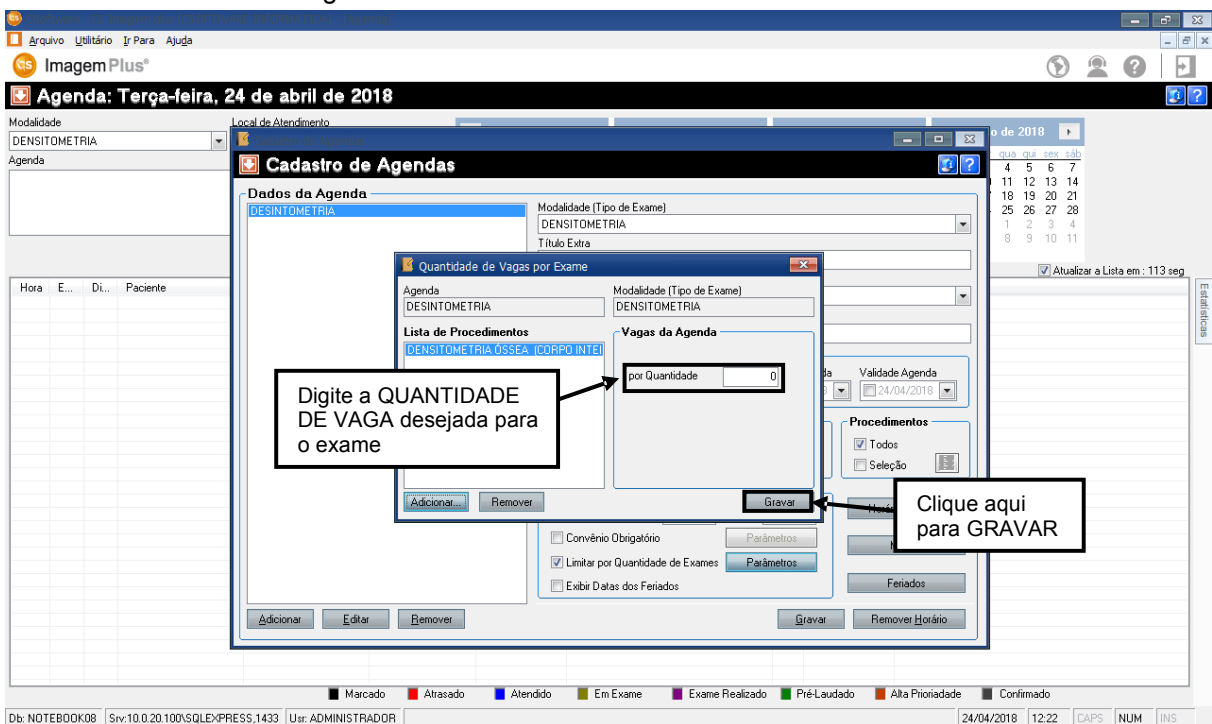 Arquivo Utilitário Ir Para Ajuda
GS ImagemPlus®
Agenda: Terça-feira, 24 de abril de 2018
Modalidade
DENSITOMETRIA
Local de Atendimento
Agenda
o de 2018
qua qui sex sáb
4 5 6 7
11 12 13 14
18 19 20 21
25 26 27 28
1 2 3 4
8 9 10 11
Atualizar a Lista em : 113 seg
Estatísticas
Hora E... Di... Paciente
Cadastro de Agendas
Dados da Agenda
DESINTOMETRIA
Modalidade (Tipo de Exame)
DENSITOMETRIA
Título Extra
Quantidade de Vagas por Exame
Agenda
DESINTOMETRIA
Modalidade (Tipo de Exame)
DENSITOMETRIA
Lista de Procedimentos
DENSITOMETRIA ÓSSEA (CORPO INTEI
Vagas da Agenda
por Quantidade 0
Adicionar... Remover Gravar
Digite a QUANTIDADE
DE VAGA desejada para
o exame
Clique aqui
para GRAVAR
Validade Agenda
24/04/2018
Procedimentos
Todos
Seleção
Convênio Obrigatório Parâmetros
Limitar por Quantidade de Exames Parâmetros
Exibir Datas dos Feriados
Feriados
Adicionar Editar Remover Gravar Remover Horário
Marcado Atrasado Atendido Em Exame Exame Realizado Pré-Laudado Alta Prioriadade Confirmado
Db: NOTEBOOK08 Srv:10.0.20.100\SQLEXPRESS,1433 Usr: ADMINISTRADOR 24/04/2018 12:22 CAPS NUM INS